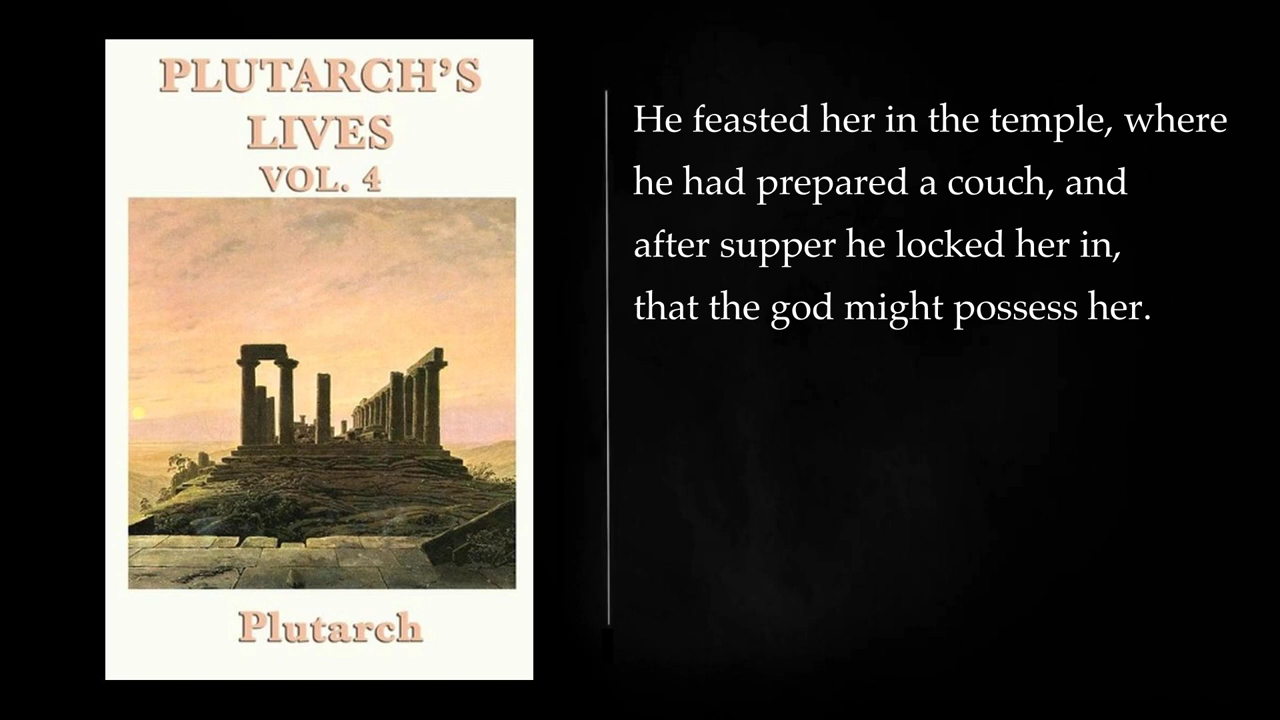 PLUTARCH'S
LIVES
VOL. 4
Plutarch
He feasted her in the temple, where
he had prepared a couch, and
after supper he locked her in,
that the god might possess her.